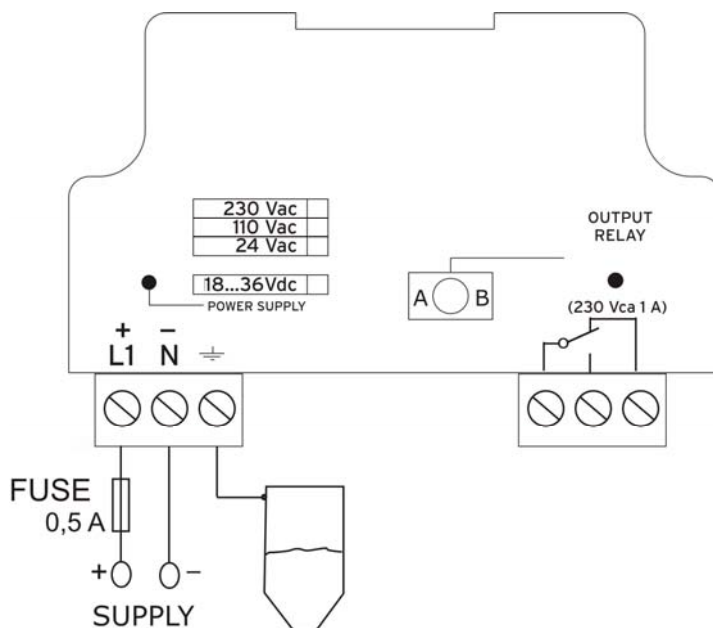 230 Vac
110 Vac
24 Vac
18...36Vdc
POWER SUPPLY
OUTPUT
RELAY
A B
(230 Vca 1 A)
+ −
L1 N
FUSE
0,5 A
+ −
SUPPLY